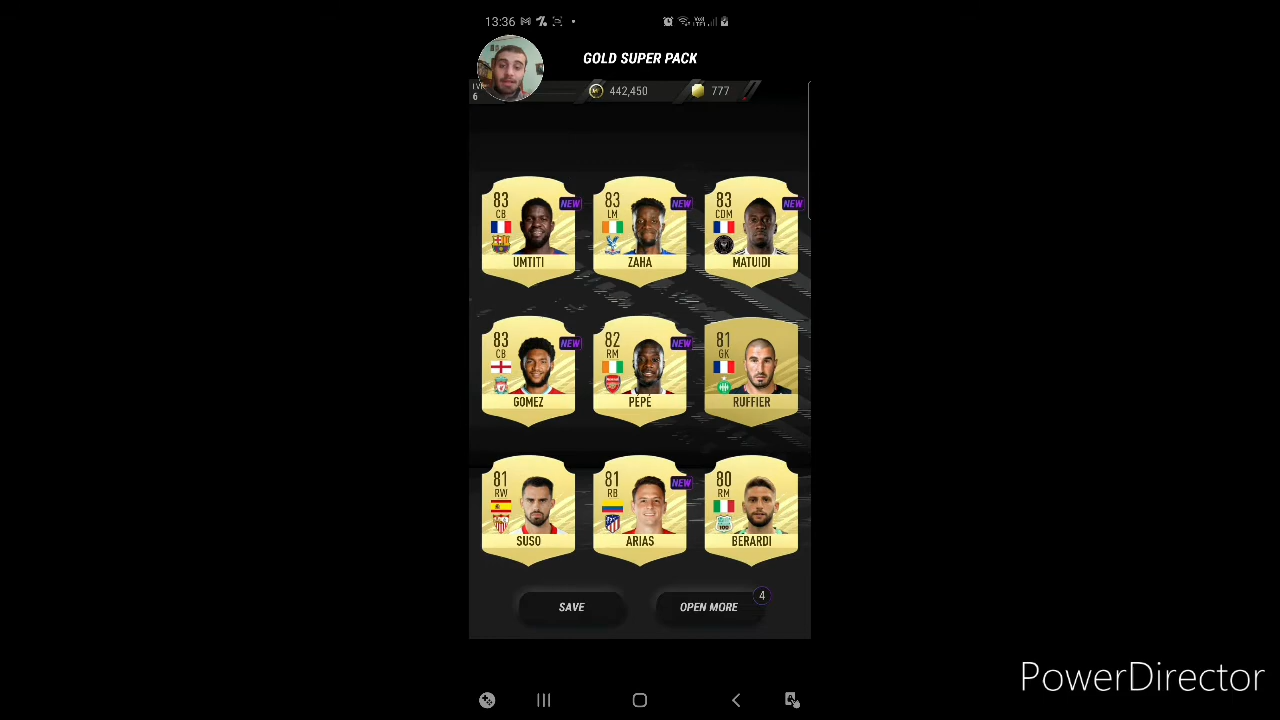 13:36
GOLD SUPER PACK
6
442,450
777
83
CB
NEW
UMTITI
83
LM
NEW
ZAHA
83
CDM
NEW
MATUIDI
83
CB
NEW
GOMEZ
82
RM
NEW
PÉPÉ
81
GK
RUFFIER
81
RW
SUSO
81
RB
NEW
ARIAS
80
RM
BERARDI
SAVE
OPEN MORE
4
PowerDirector